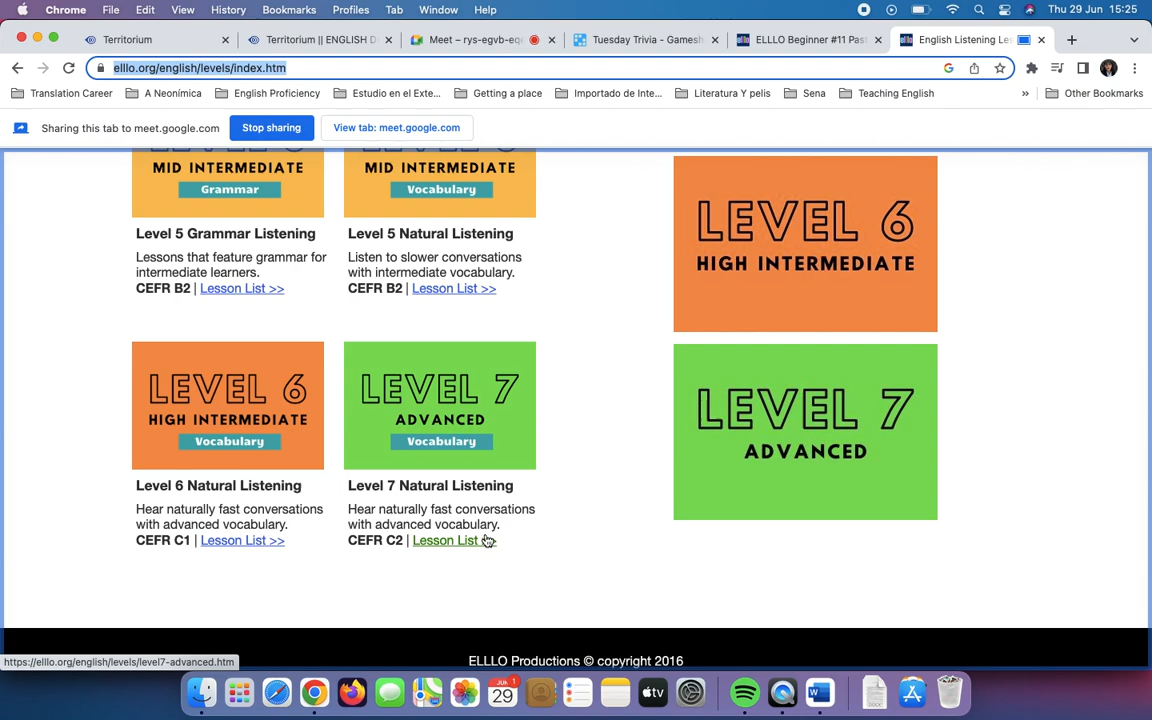 Chrome File Edit View History Bookmarks Profiles Tab Window Help Thu 29 Jun 15:25
Territorium Territorium || ENGLISH D Meet – rys-egvb-eq Tuesday Trivia - Gamesh ELLLO Beginner #11 Pas English Listening Les
elllo.org/english/levels/index.htm
Translation Career A Neonímica English Proficiency Estudio en el Exte... Getting a place Importado de Inte... Literatura Y pelis Sena Teaching English » Other Bookmarks
Sharing this tab to meet.google.com Stop sharing View tab: meet.google.com
MID INTERMEDIATE
Grammar
MID INTERMEDIATE
Vocabulary
Level 5 Grammar Listening
Lessons that feature grammar for
intermediate learners.
CEFR B2 | Lesson List >>
Level 5 Natural Listening
Listen to slower conversations
with intermediate vocabulary.
CEFR B2 | Lesson List >>
LEVEL 6
HIGH INTERMEDIATE
Vocabulary
Level 6 Natural Listening
Hear naturally fast conversations
with advanced vocabulary.
CEFR C1 | Lesson List >>
LEVEL 7
ADVANCED
Vocabulary
Level 7 Natural Listening
Hear naturally fast conversations
with advanced vocabulary.
CEFR C2 | Lesson List >>
LEVEL 6
HIGH INTERMEDIATE
LEVEL 7
ADVANCED
ELLLO Productions © copyright 2016
https://elllo.org/english/levels/level7-advanced.htm
JUN 1
29
tv
W